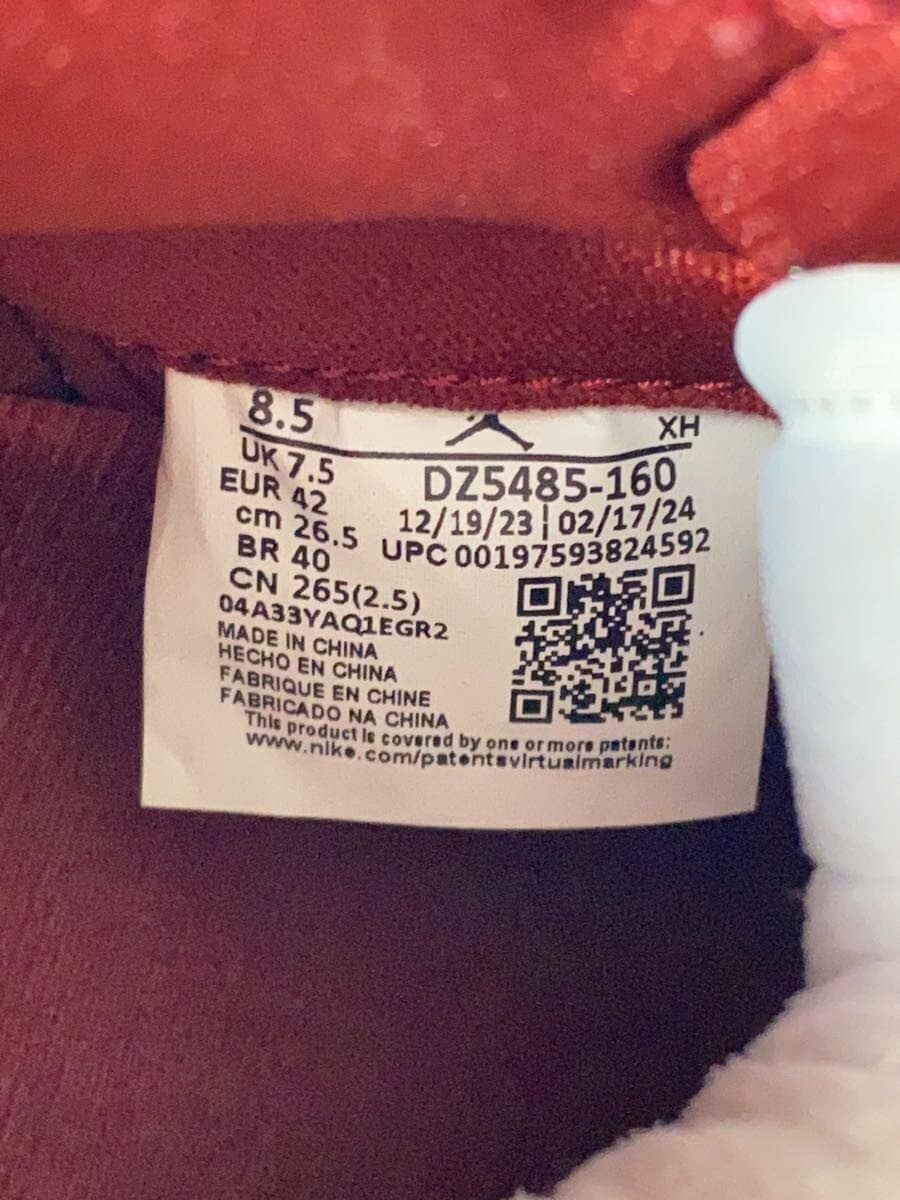 8.5
XH
UK 7.5
EUR 42
cm 26.5
BR 40
CN 265(2.5)
DZ5485-160
12/19/23 | 02/17/24
UPC 00197593824592
04A33YAQ1EGR2
MADE IN CHINA
HECHO EN CHINA
FABRIQUE EN CHINE
FABRICADO NA CHINA
This product is covered by one or more patents:
www.nike.com/patentsvirtualmarking